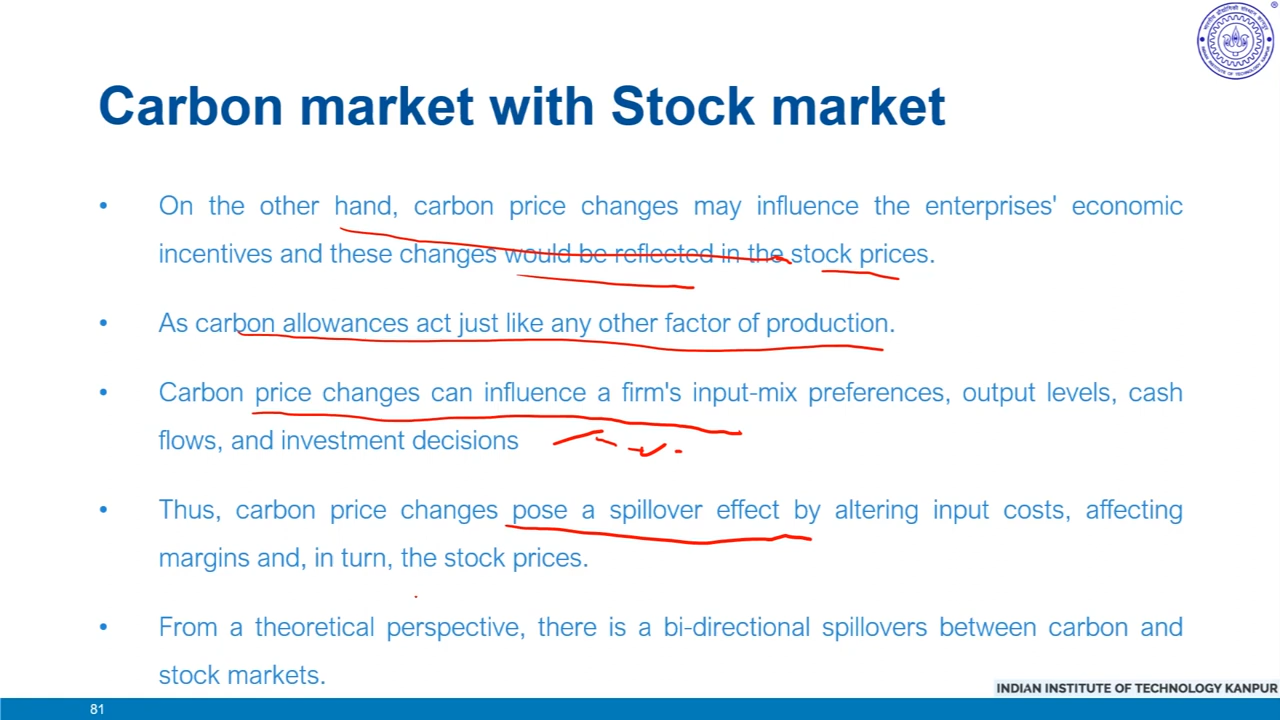 Carbon market with Stock market
• On the other hand, carbon price changes may influence the enterprises' economic
incentives and these changes would be reflected in the stock prices.
• As carbon allowances act just like any other factor of production.
• Carbon price changes can influence a firm's input-mix preferences, output levels, cash
flows, and investment decisions
• Thus, carbon price changes pose a spillover effect by altering input costs, affecting
margins and, in turn, the stock prices.
• From a theoretical perspective, there is a bi-directional spillovers between carbon and
stock markets.
INDIAN INSTITUTE OF TECHNOLOGY KANPUR
81